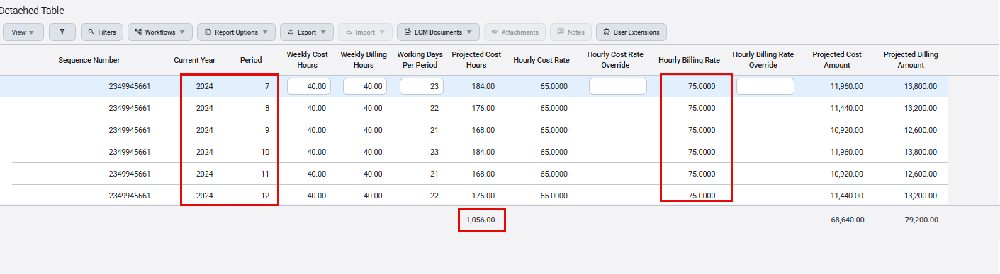 Detached Table
View Filters Workflows Report Options Export Import ECM Documents Attachments Notes User Extensions
Sequence Number Current Year Period Weekly Cost Hours Weekly Billing Hours Working Days Per Period Projected Cost Hours Hourly Cost Rate Hourly Cost Rate Override Hourly Billing Rate Hourly Billing Rate Override Projected Cost Amount Projected Billing Amount
2349945661 2024 7 40.00 40.00 23 184.00 65.0000 75.0000 11,960.00 13,800.00
2349945661 2024 8 40.00 40.00 22 176.00 65.0000 75.0000 11,440.00 13,200.00
2349945661 2024 9 40.00 40.00 21 168.00 65.0000 75.0000 10,920.00 12,600.00
2349945661 2024 10 40.00 40.00 23 184.00 65.0000 75.0000 11,960.00 13,800.00
2349945661 2024 11 40.00 40.00 21 168.00 65.0000 75.0000 10,920.00 12,600.00
2349945661 2024 12 40.00 40.00 22 176.00 65.0000 75.0000 11,440.00 13,200.00
1,056.00 68,640.00 79,200.00